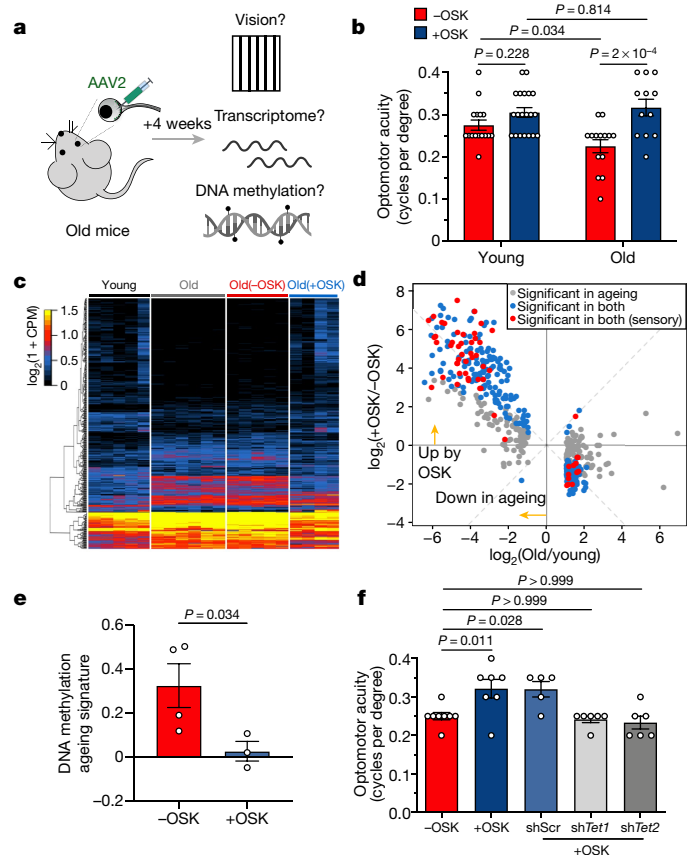 a
Vision?
AAV2
+4 weeks
Transcriptome?
DNA methylation?
Old mice
b
–OSK
+OSK
P = 0.814
P = 0.034
P = 0.228
P = 2 × 10⁻⁴
Optomotor acuity
(cycles per degree)
0.4
0.3
0.2
0.1
0
Young
Old
c
Young
Old
Old(–OSK)
Old(+OSK)
log₂(1 + CPM)
1.5
1.0
0.5
0
d
Significant in ageing
Significant in both
Significant in both (sensory)
log₂(+OSK/–OSK)
8
6
4
2
0
–2
–4
Up by
OSK
Down in ageing
–6
–4
–2
0
2
4
6
log₂(Old/young)
e
P = 0.034
DNA methylation
ageing signature
0.6
0.4
0.2
0
–0.2
–OSK
+OSK
f
P > 0.999
P > 0.999
P = 0.028
P = 0.011
Optomotor acuity
(cycles per degree)
0.4
0.3
0.2
0.1
0
–OSK
+OSK
shScr
shTet1
shTet2
+OSK